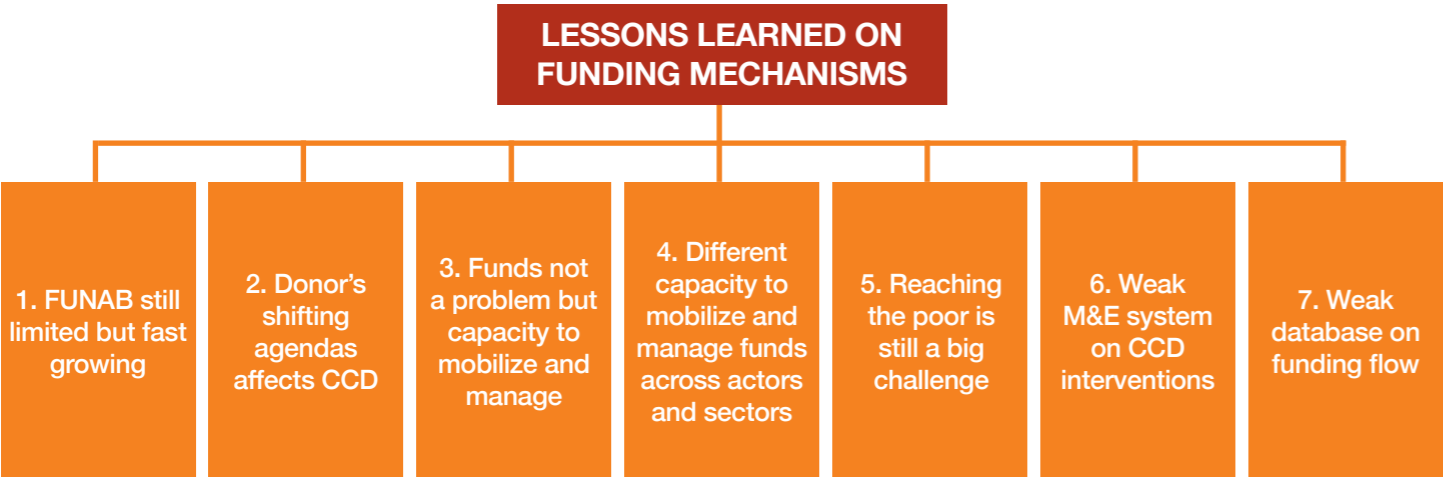 LESSONS LEARNED ON
FUNDING MECHANISMS
1. FUNAB still
limited but fast
growing
2. Donor's
shifting
agendas
affects CCD
3. Funds not
a problem but
capacity to
mobilize and
manage
4. Different
capacity to
mobilize and
manage funds
across actors
and sectors
5. Reaching
the poor is
still a big
challenge
6. Weak
M&E system
on CCD
interventions
7. Weak
database on
funding flow